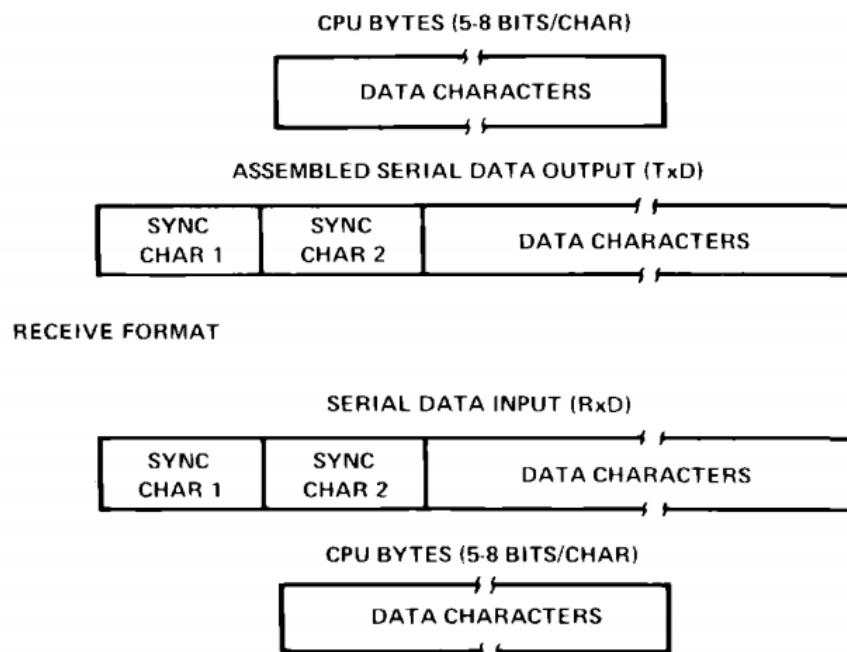 CPU BYTES (5-8 BITS/CHAR)
DATA CHARACTERS
ASSEMBLED SERIAL DATA OUTPUT (TxD)
SYNC CHAR 1
SYNC CHAR 2
DATA CHARACTERS
RECEIVE FORMAT
SERIAL DATA INPUT (RxD)
SYNC CHAR 1
SYNC CHAR 2
DATA CHARACTERS
CPU BYTES (5-8 BITS/CHAR)
DATA CHARACTERS